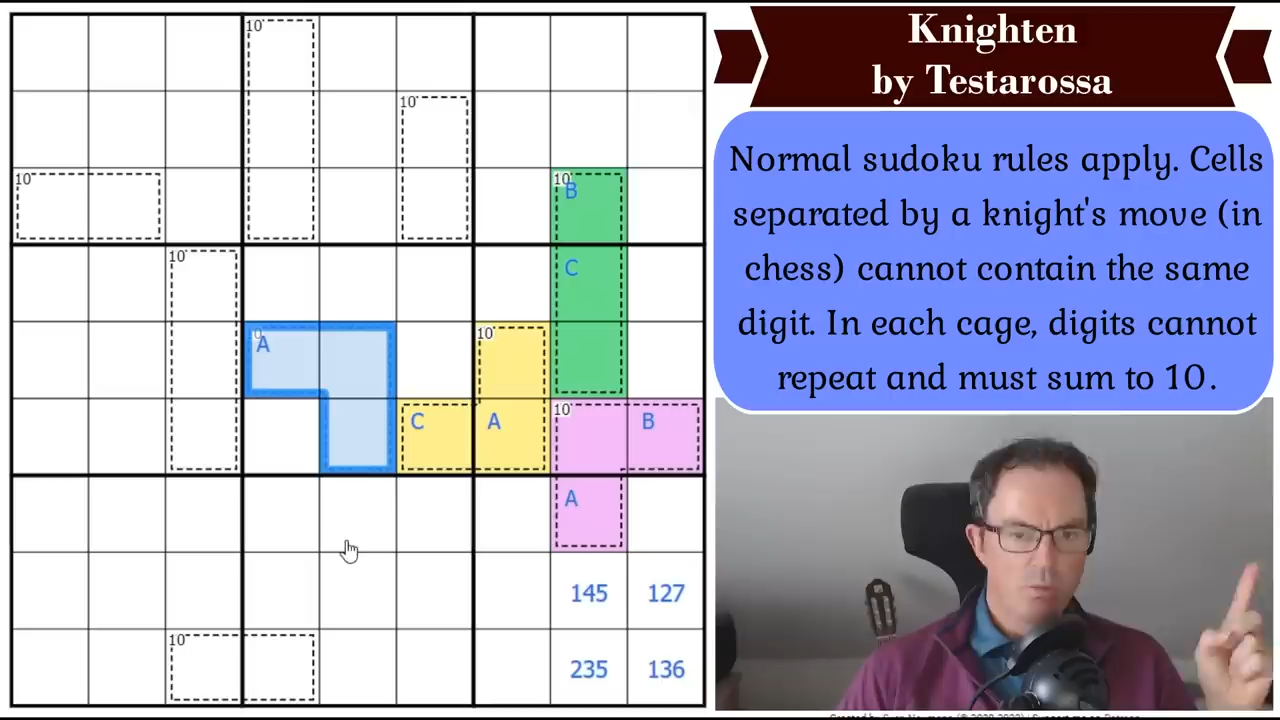 Knighten
by Testarossa
Normal sudoku rules apply. Cells
separated by a knight's move (in
chess) cannot contain the same
digit. In each cage, digits cannot
repeat and must sum to 10.
10
10
10
10
B
10
C
10
A
10
10
C
A
B
A
145
127
10
235
136